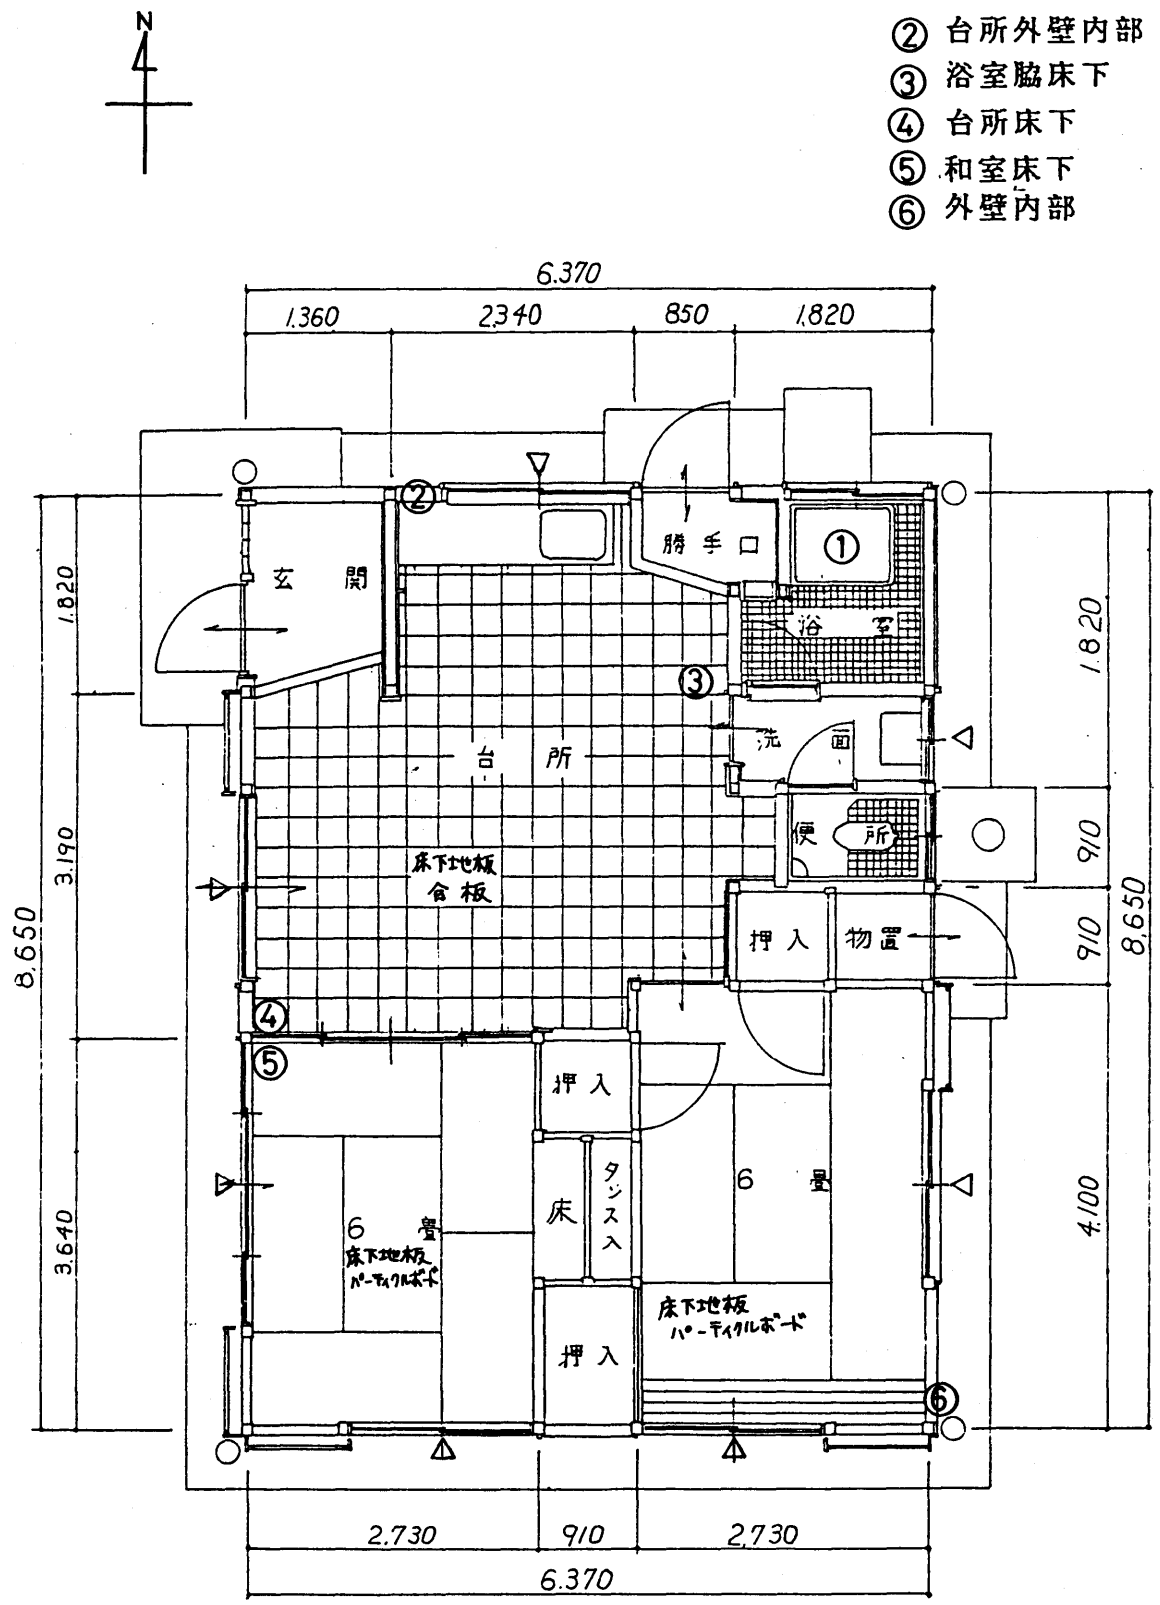 N
② 台所外壁内部
③ 浴室脇床下
④ 台所床下
⑤ 和室床下
⑥ 外壁内部
6.370
1.360 2.340 850 1.820
②
勝手口
①
玄関
1.820
浴室
1.820
③
洗面
台所
便所
3.190
床下地板
合板
910
8.650
押入 物置
910
8.650
④
⑤
押入
6畳
タンス入
床
4.100
3.640
6畳
床下地板
パーティクルボード
床下地板
パーティクルボード
押入
⑥
2.730 910 2.730
6.370